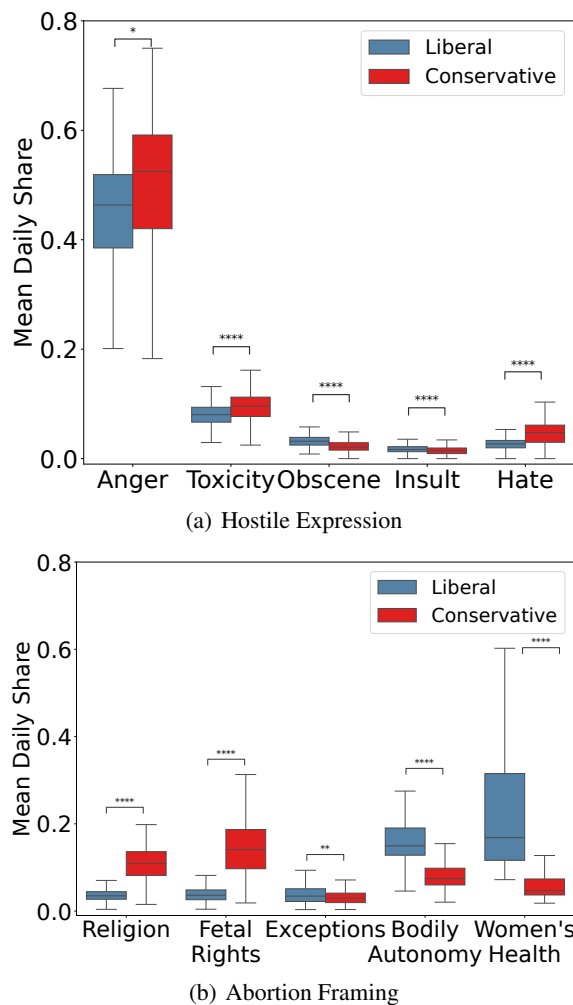 0.8
*
Liberal
Conservative
0.6
Mean Daily Share
0.4
0.2
****
****
****
****
0.0
Anger Toxicity Obscene Insult Hate
(a) Hostile Expression
0.8
Liberal
Conservative
0.6
****
Mean Daily Share
0.4
****
****
0.2
****
**
0.0
Religion Fetal Exceptions Bodily Women's
Rights Autonomy Health
(b) Abortion Framing